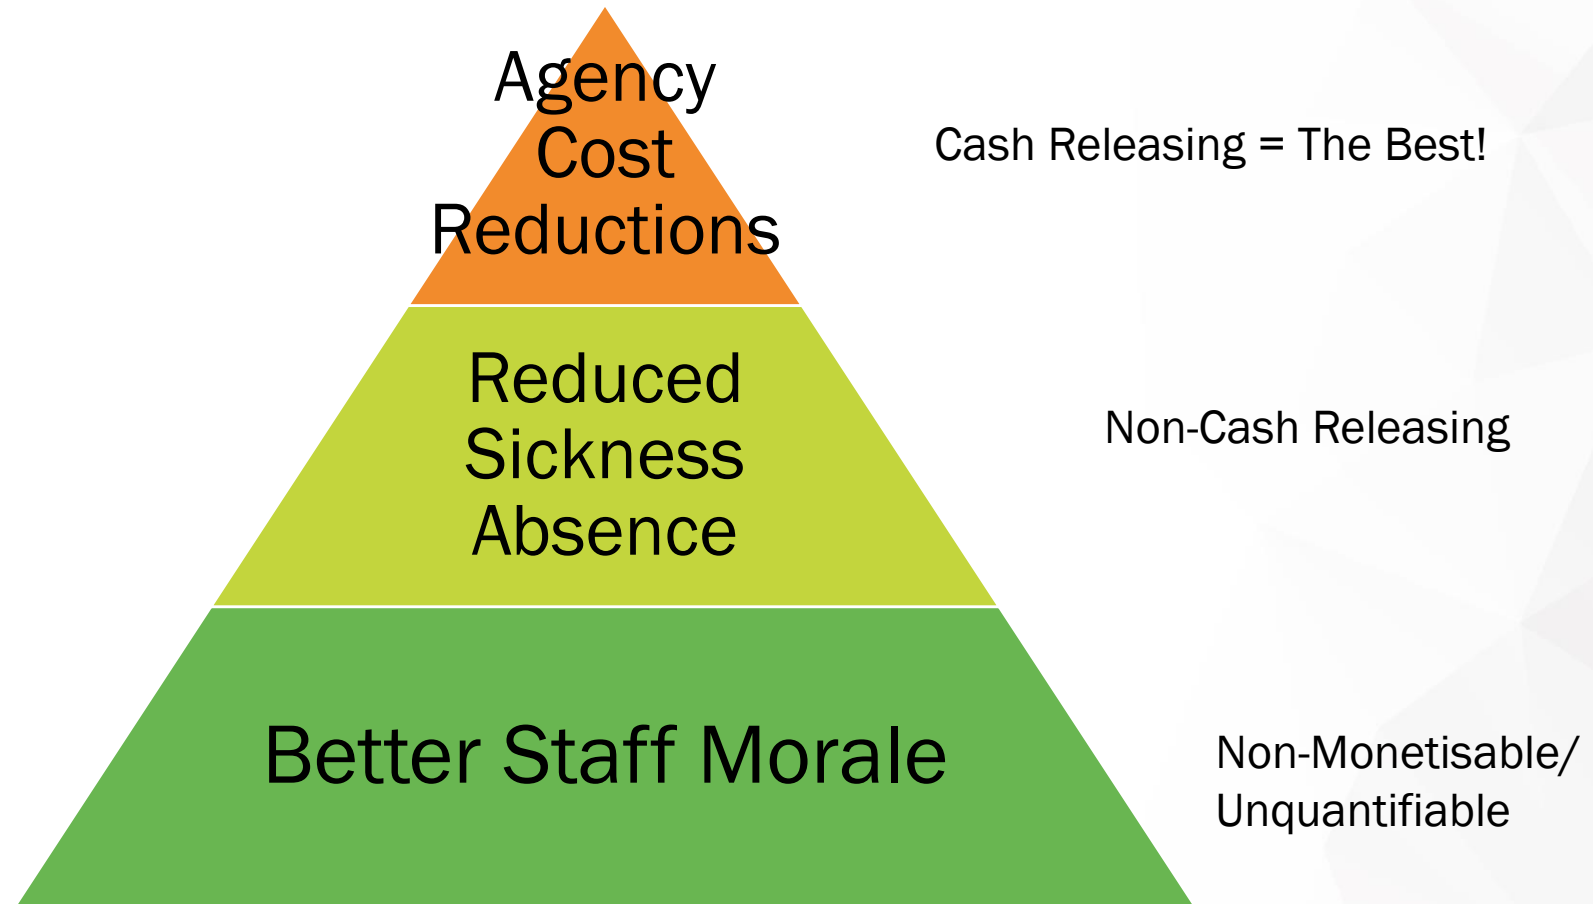 Agency
Cost
Reductions
Cash Releasing = The Best!
Reduced
Sickness
Absence
Non-Cash Releasing
Better Staff Morale
Non-Monetisable/
Unquantifiable